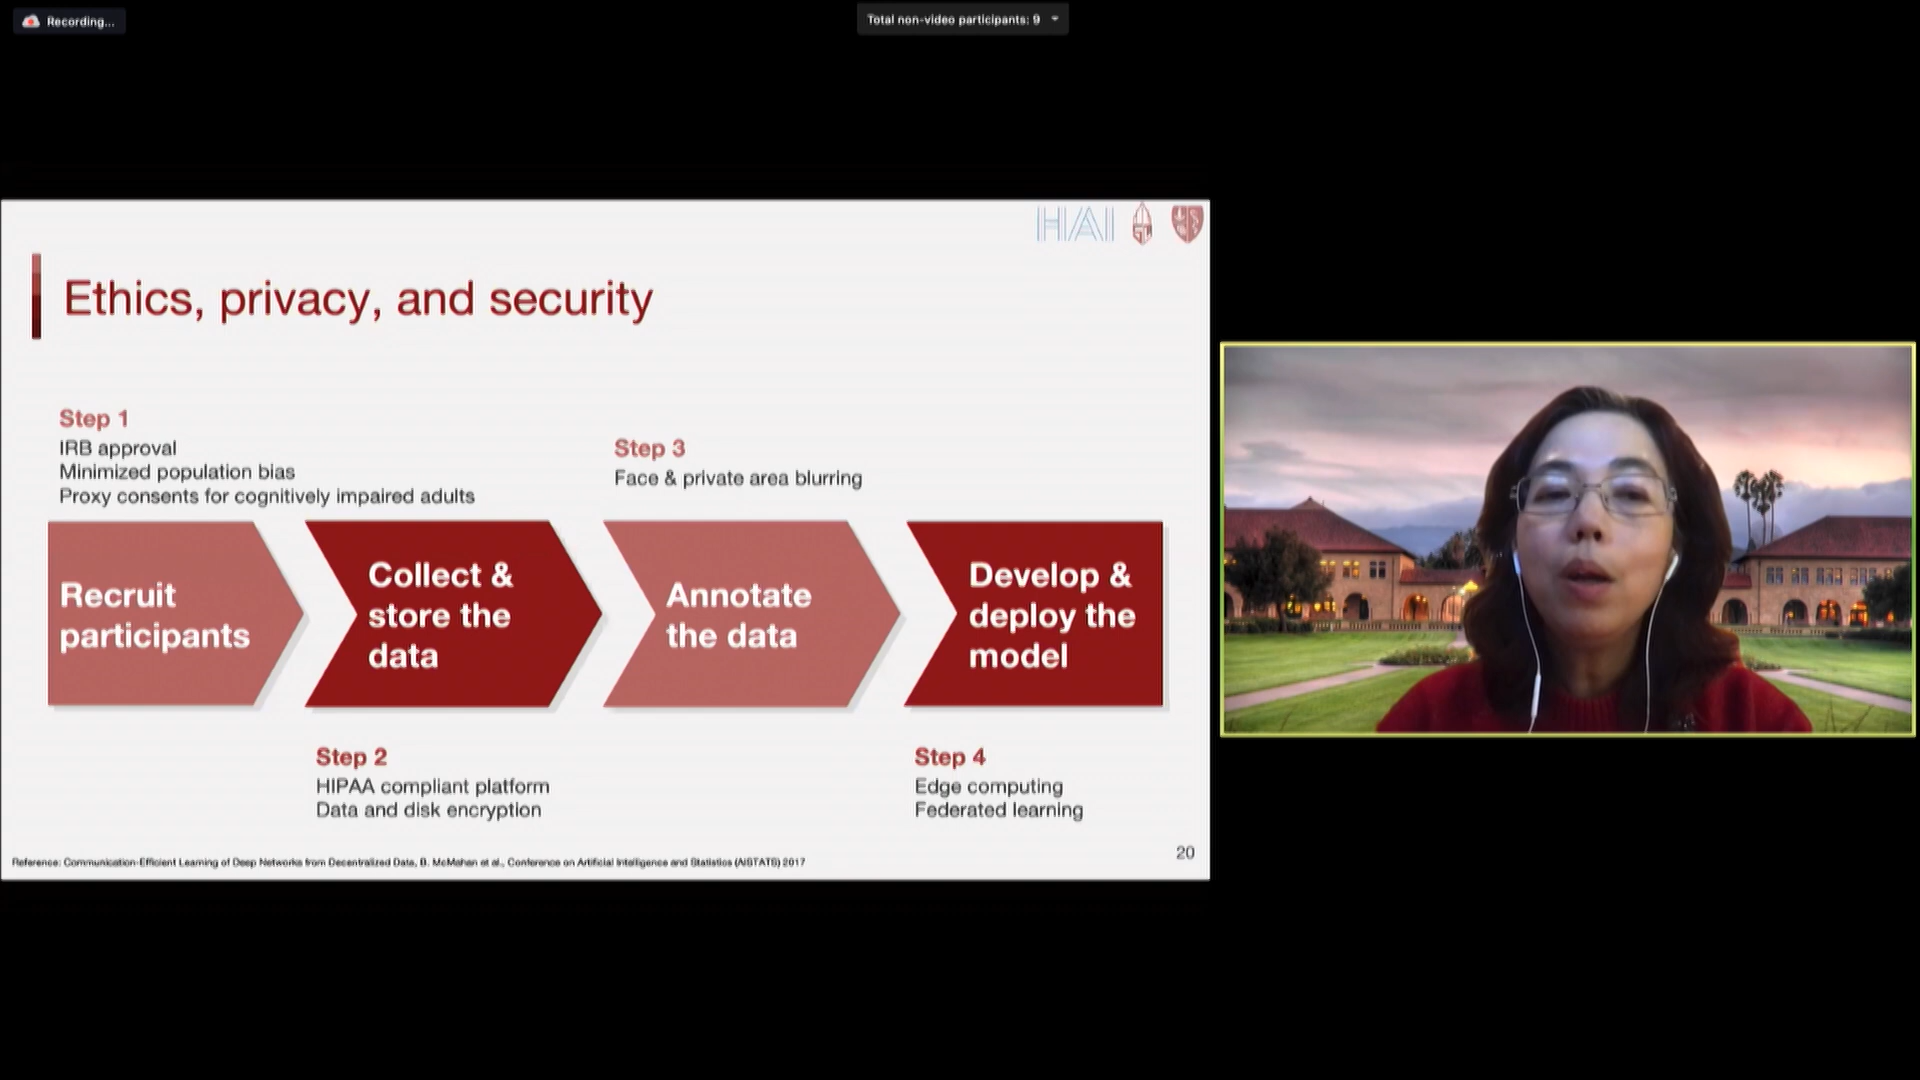 Recording...
Total non-video participants: 9
HAI
Ethics, privacy, and security
Step 1
IRB approval
Minimized population bias
Proxy consents for cognitively impaired adults
Step 3
Face & private area blurring
Recruit
participants
Collect &
store the
data
Annotate
the data
Develop &
deploy the
model
Step 2
HIPAA compliant platform
Data and disk encryption
Step 4
Edge computing
Federated learning
Reference: Communication-Efficient Learning of Deep Networks from Decentralized Data, B. McMahan et al., Conference on Artificial Intelligence and Statistics (AISTATS) 2017
20